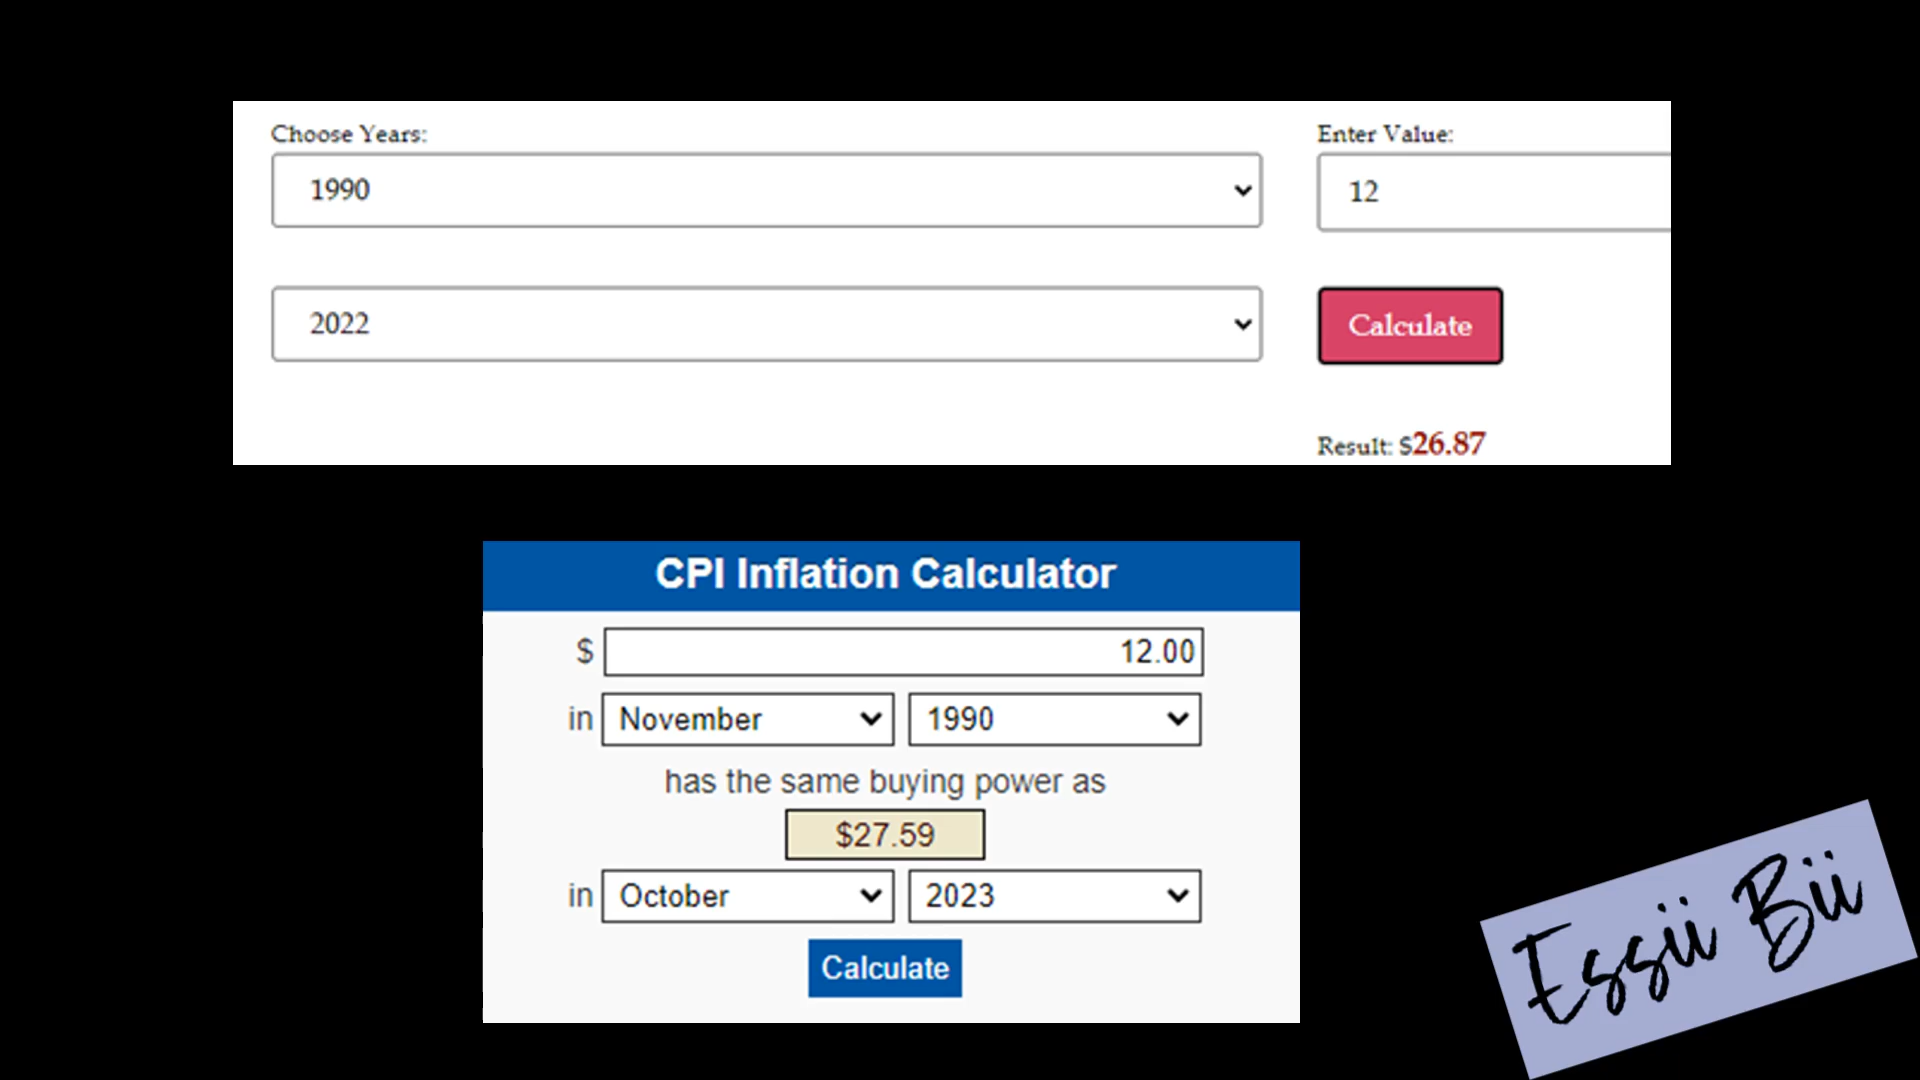 Choose Years:
Enter Value:
1990
12
2022
Calculate
Result: $26.87
CPI Inflation Calculator
$ 12.00
in November 1990
has the same buying power as
$27.59
in October 2023
Calculate
Essii Bii